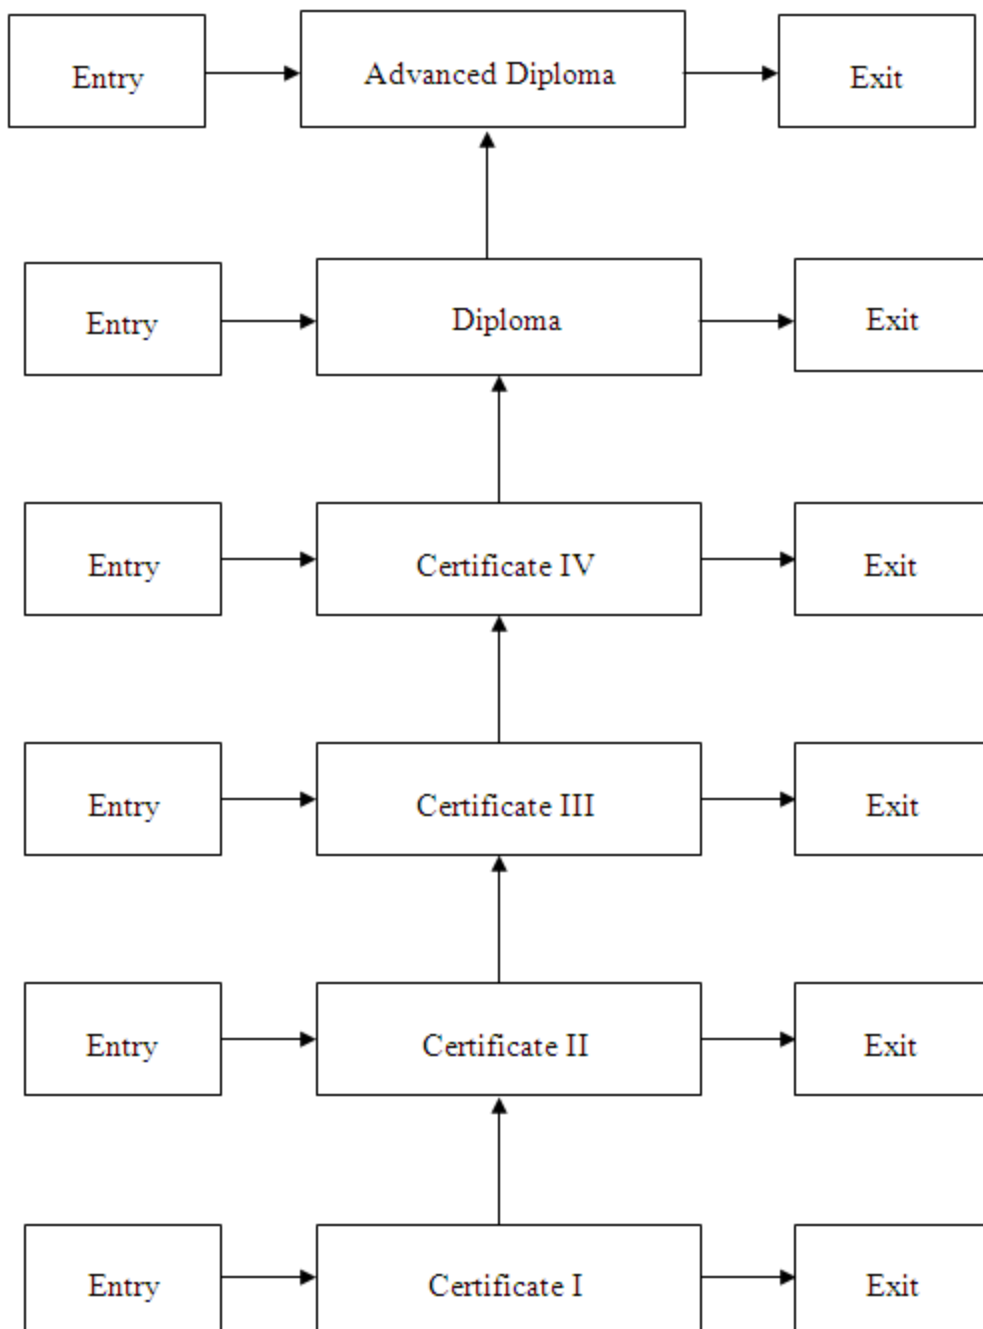 Entry
Advanced Diploma
Exit
Entry
Diploma
Exit
Entry
Certificate IV
Exit
Entry
Certificate III
Exit
Entry
Certificate II
Exit
Entry
Certificate I
Exit